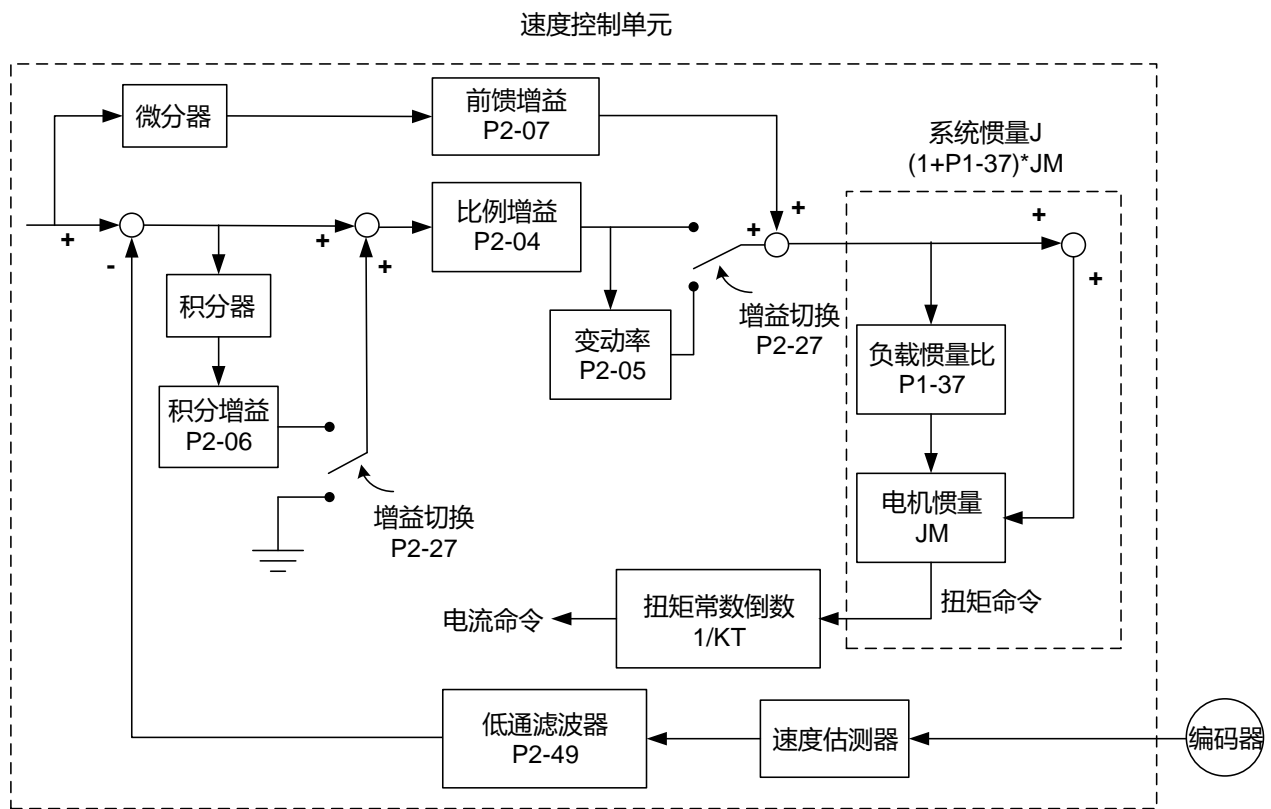 速度控制单元
微分器
前馈增益
P2-07
系统惯量J
(1+P1-37)*JM
+
-
+
+
比例增益
P2-04
+
+
+
+
积分器
积分增益
P2-06
增益切换
P2-27
变动率
P2-05
增益切换
P2-27
负载惯量比
P1-37
电机惯量
JM
扭矩命令
扭矩常数倒数
1/KT
电流命令
低通滤波器
P2-49
速度估测器
编码器